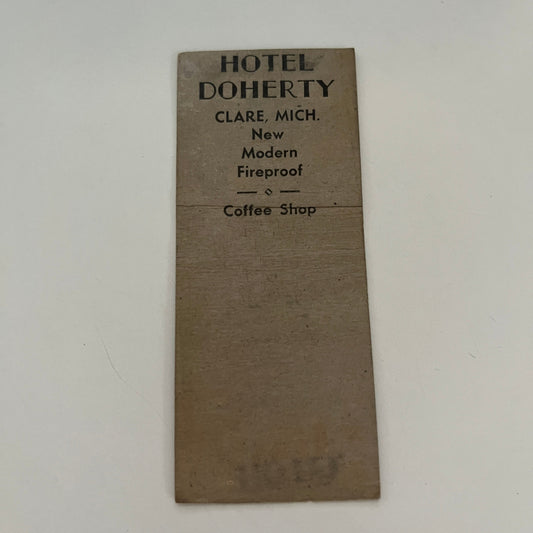 HOTEL
DOHERTY
CLARE, MICH.
New
Modern
Fireproof
Coffee Shop